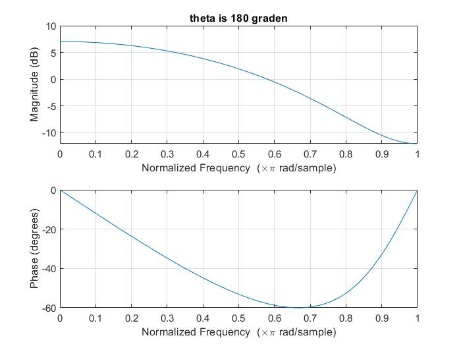 theta is 180 graden
10
5
0
-5
-10
Magnitude (dB)
0 0.1 0.2 0.3 0.4 0.5 0.6 0.7 0.8 0.9 1
Normalized Frequency (×π rad/sample)
0
-20
-40
-60
Phase (degrees)
0 0.1 0.2 0.3 0.4 0.5 0.6 0.7 0.8 0.9 1
Normalized Frequency (×π rad/sample)